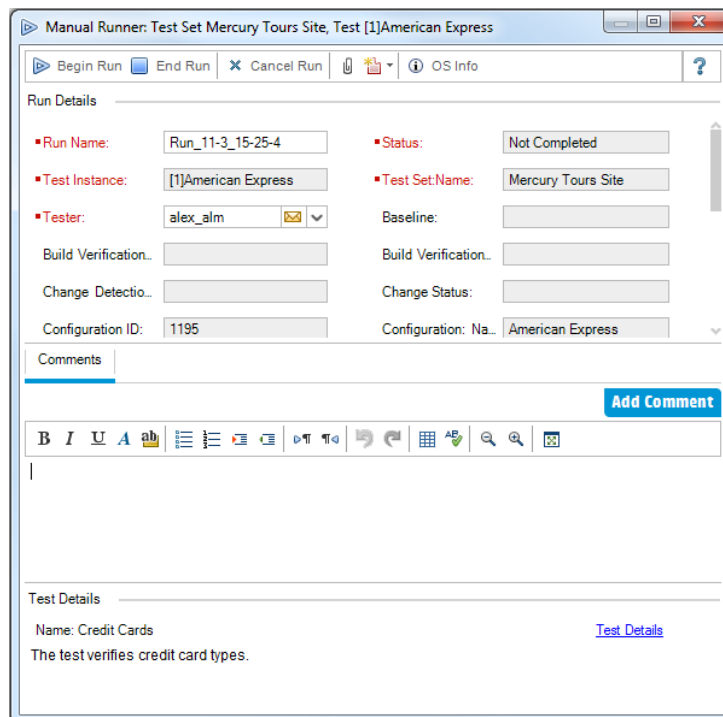 Manual Runner: Test Set Mercury Tours Site, Test [1]American Express
Begin Run End Run Cancel Run OS Info ?
Run Details
Run Name: Run_11-3_15-25-4 Status: Not Completed
Test Instance: [1]American Express Test Set:Name: Mercury Tours Site
Tester: alex_alm Baseline:
Build Verification... Build Verification...
Change Detectio... Change Status:
Configuration ID: 1195 Configuration: Na... American Express
Comments
Add Comment
B I U A ab
Test Details
Name: Credit Cards Test Details
The test verifies credit card types.